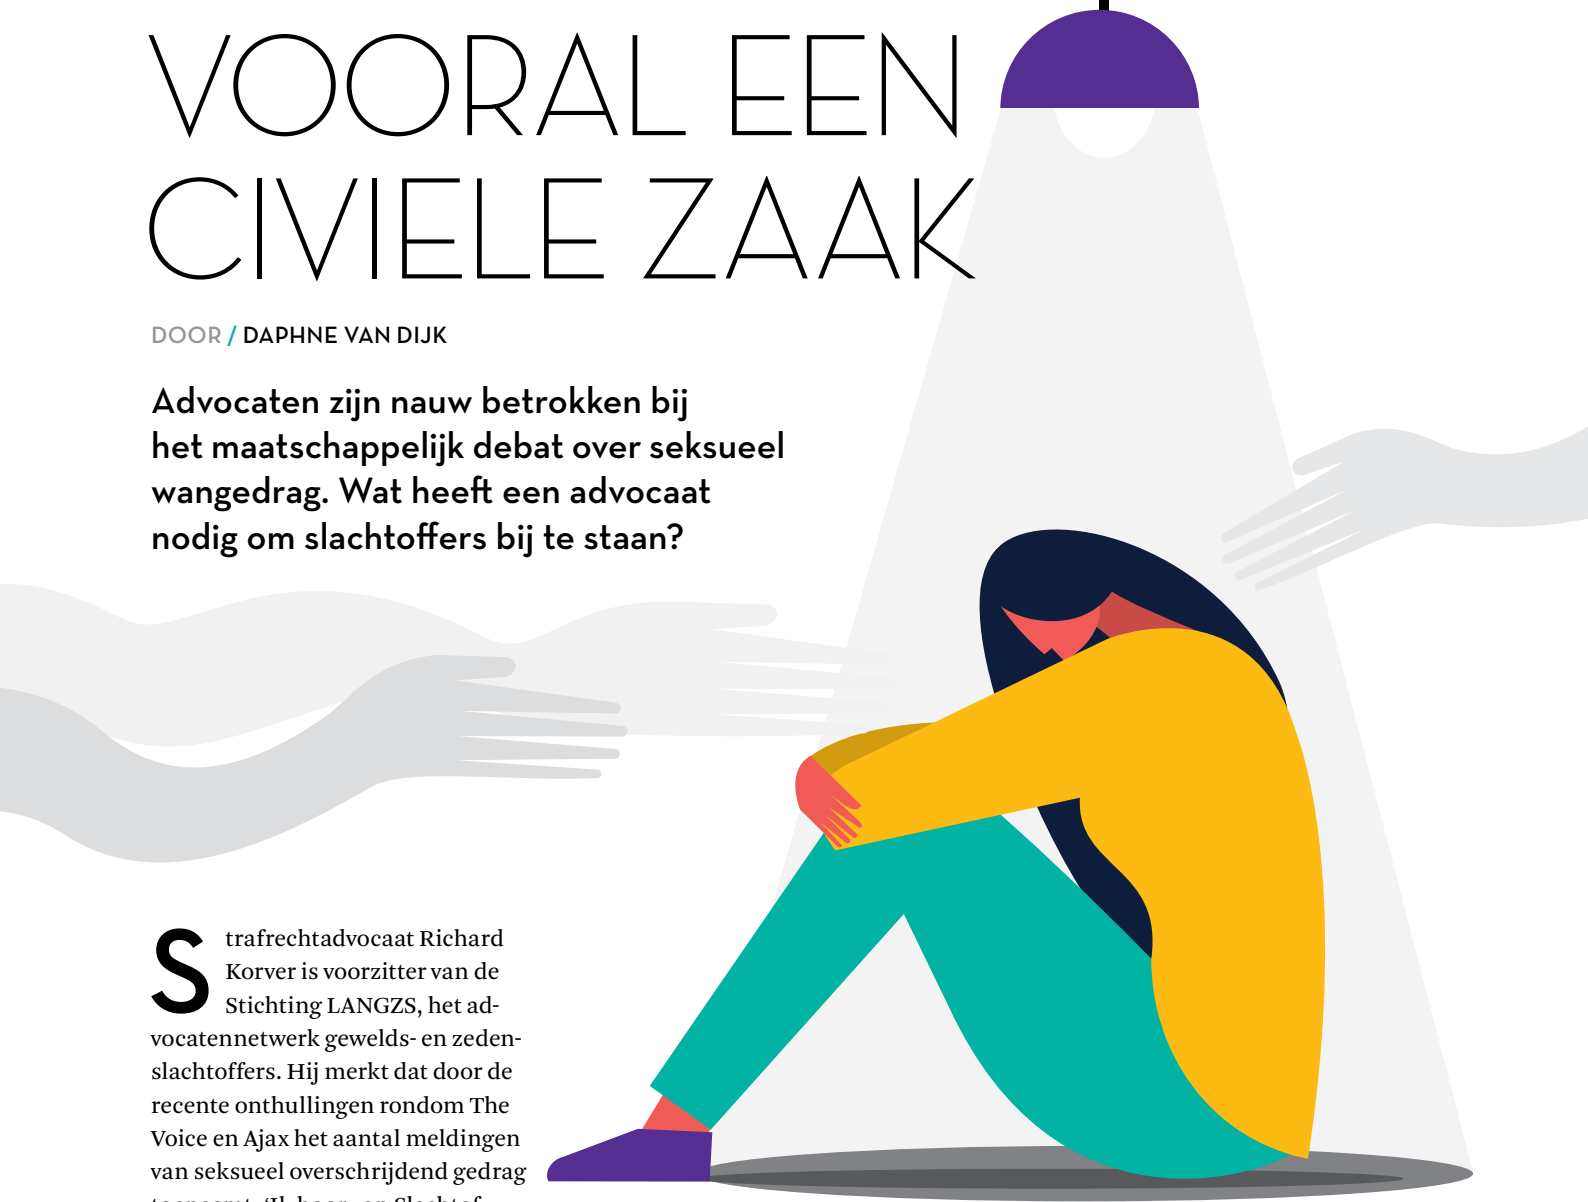 VOORAL EEN
CIVIELE ZAAK
DOOR / DAPHNE VAN DIJK
Advocaten zijn nauw betrokken bij
het maatschappelijk debat over seksueel
wangedrag. Wat heeft een advocaat
nodig om slachtoffers bij te staan?
Strafrechtadvocaat Richard
Korver is voorzitter van de
Stichting LANGZS, het ad-
vocatennetwerk gewelds- en zeden-
slachtoffers. Hij merkt dat door de
recente onthullingen rondom The
Voice en Ajax het aantal meldingen
van seksueel overschrijdend gedrag